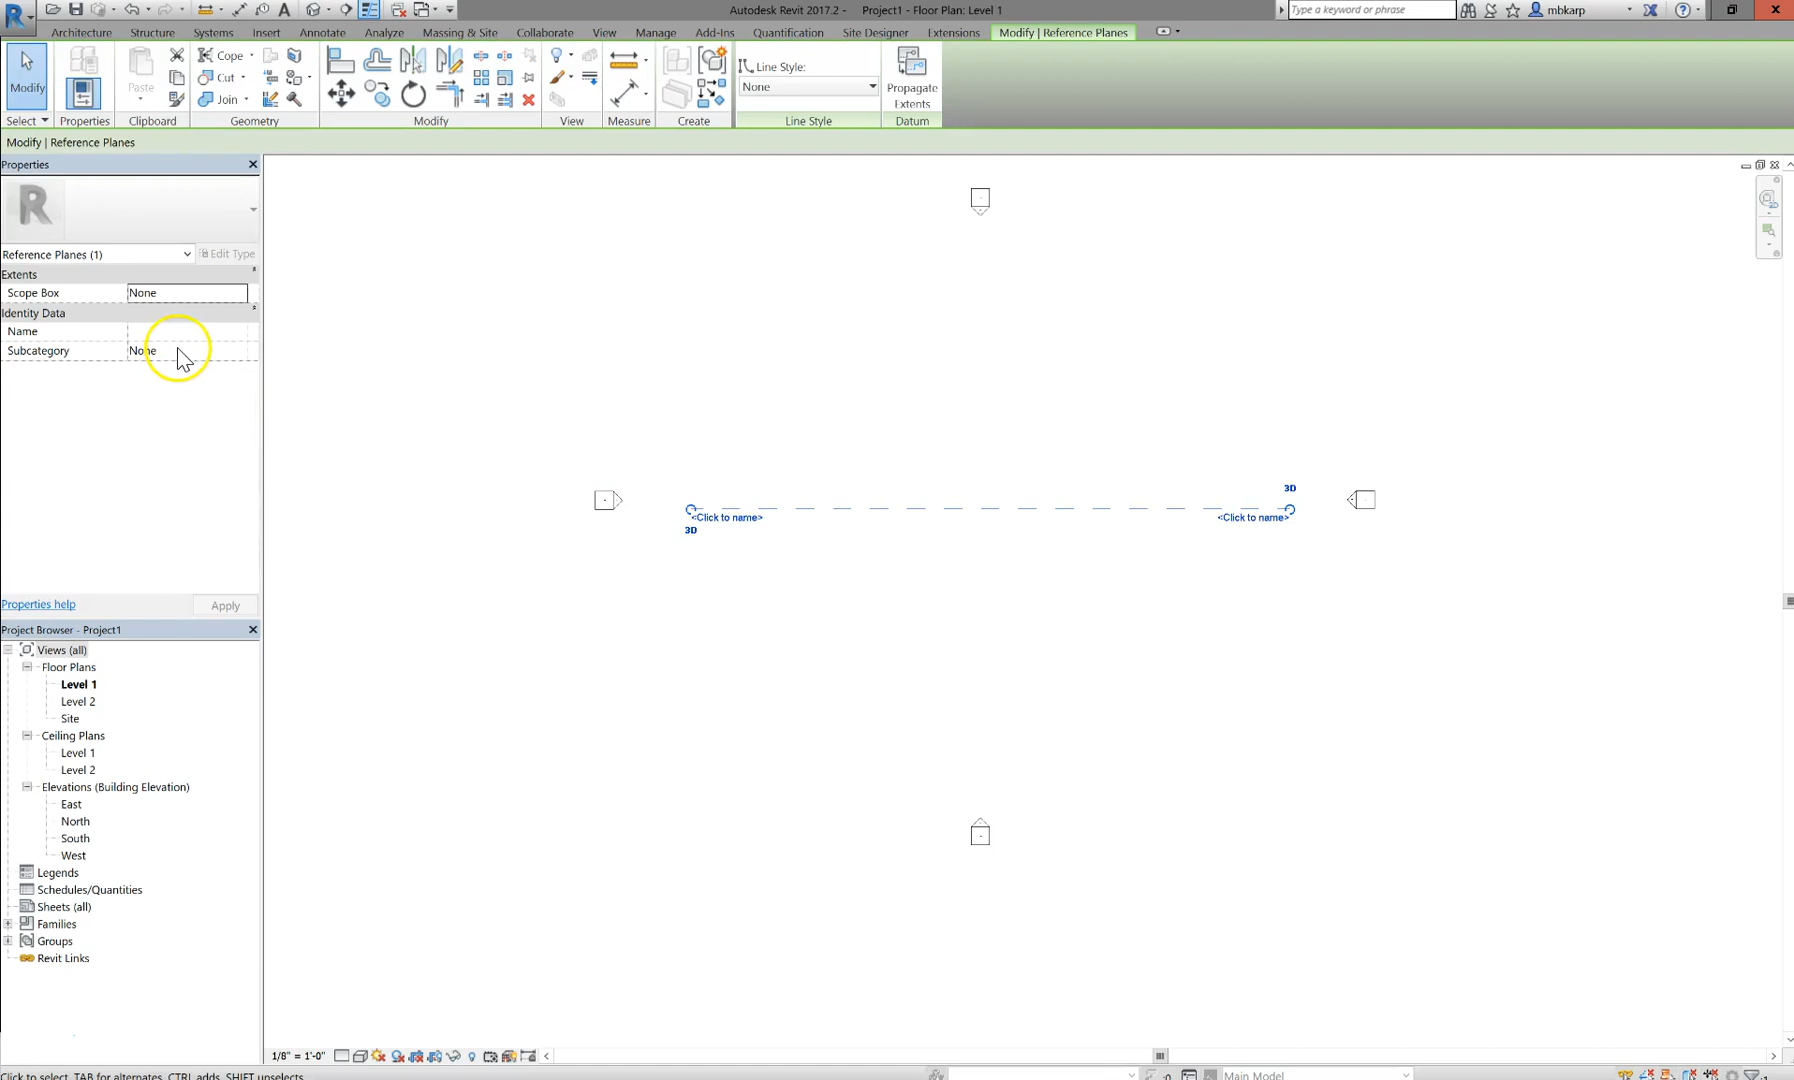 Autodesk Revit 2017.2 - Project1 - Floor Plan: Level 1
Type a keyword or phrase
mbkarp
Architecture Structure Systems Insert Annotate Analyze Massing & Site Collaborate View Manage Add-Ins Quantification Site Designer Extensions Modify | Reference Planes
Modify
Paste
Cope
Cut
Join
Line Style:
None
Propagate
Extents
Select Properties Clipboard Geometry Modify View Measure Create Line Style Datum
Modify | Reference Planes
Properties
R
Reference Planes (1)
Edit Type
Extents
Scope Box None
Identity Data
Name
Subcategory None
3D
<Click to name> <Click to name>
3D
Properties help
Apply
Project Browser - Project1
Views (all)
Floor Plans
Level 1
Level 2
Site
Ceiling Plans
Level 1
Level 2
Elevations (Building Elevation)
East
North
South
West
Legends
Schedules/Quantities
Sheets (all)
Families
Groups
Revit Links
1/8" = 1'-0"
Click to select, TAB for alternates, CTRL adds, SHIFT unselects.
:0
Main Model